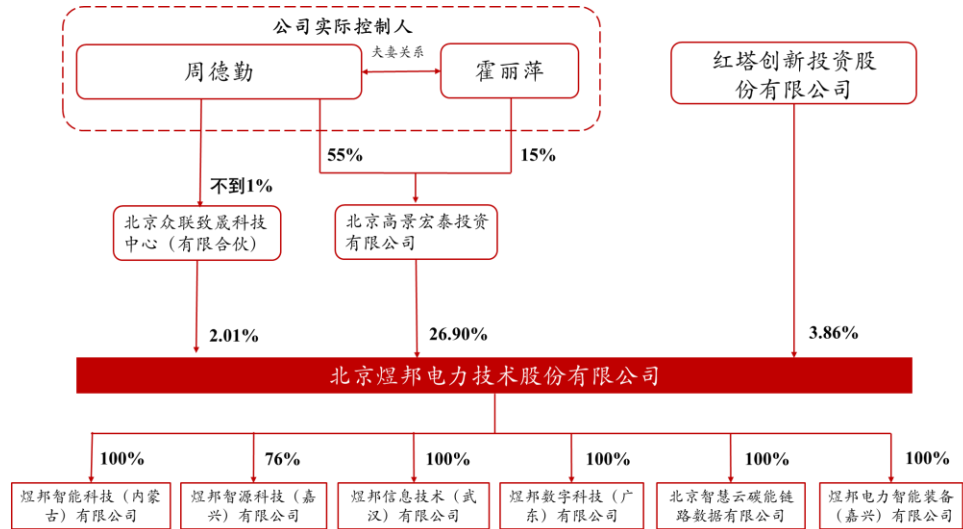 公司实际控制人
周德勤
夫妻关系
霍丽萍
红塔创新投资股
份有限公司
55%
15%
不到1%
北京众联致晟科技
中心（有限合伙）
北京高景宏泰投资
有限公司
2.01%
26.90%
3.86%
北京煜邦电力技术股份有限公司
100%
76%
100%
100%
100%
100%
煜邦智能科技（内蒙
古）有限公司
煜邦智源科技（嘉
兴）有限公司
煜邦信息技术（武
汉）有限公司
煜邦数字科技（广
东）有限公司
北京智慧云碳能链
路数据有限公司
煜邦电力智能装备
（嘉兴）有限公司